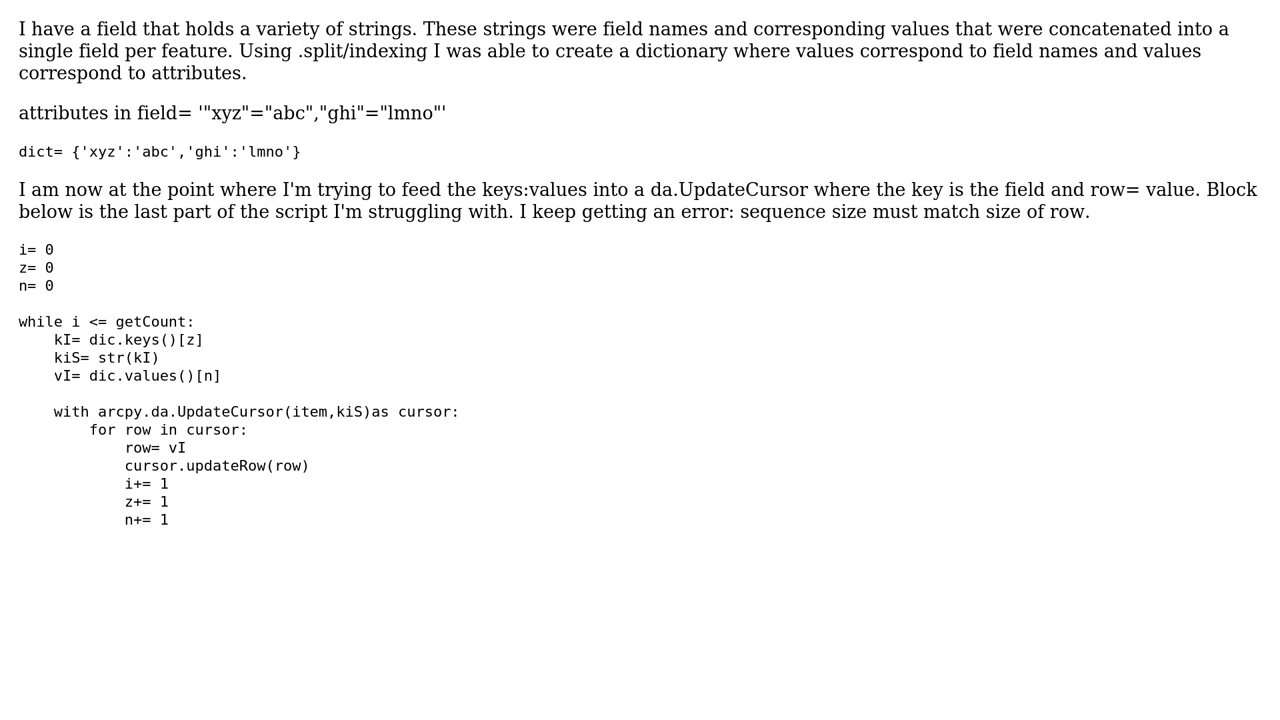 I have a field that holds a variety of strings. These strings were field names and corresponding values that were concatenated into a
single field per feature. Using .split/indexing I was able to create a dictionary where values correspond to field names and values
correspond to attributes.
attributes in field= '"xyz"="abc","ghi"="lmno"'
dict= {'xyz':'abc','ghi':'lmno'}
I am now at the point where I'm trying to feed the keys:values into a da.UpdateCursor where the key is the field and row= value. Block
below is the last part of the script I'm struggling with. I keep getting an error: sequence size must match size of row.
i= 0
z= 0
n= 0
while i <= getCount:
    kI= dic.keys()[z]
    kiS= str(kI)
    vI= dic.values()[n]
    with arcpy.da.UpdateCursor(item,kiS)as cursor:
        for row in cursor:
            row= vI
            cursor.updateRow(row)
            i+= 1
            z+= 1
            n+= 1